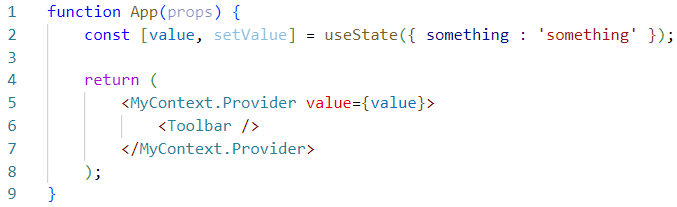 1 function App(props) {
2     const [value, setValue] = useState({ something : 'something' });
3
4     return (
5         <MyContext.Provider value={value}>
6             <Toolbar />
7         </MyContext.Provider>
8     );
9 }